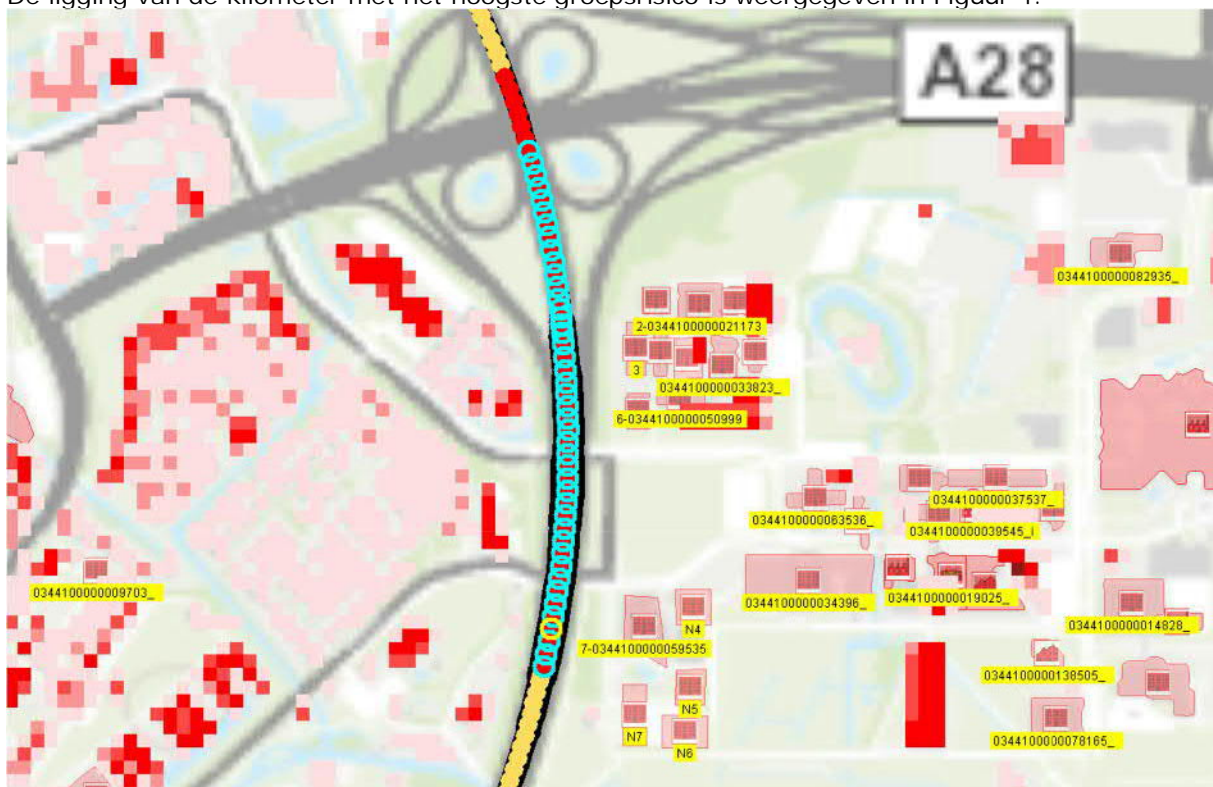 De ligging van de kilometer met het hoogste groepsrisico is weergegeven in Figuur 4.
A28
0344100000082935_
2-0344100000021173
3
0344100000033823_
6-0344100000050999
0344100000037537_
0344100000063536_
0344100000039545_i
0344100000009703_
0344100000034396_
0344100000019025_
N4
0344100000014828_
7-0344100000059535
0344100000138505_
N5
N7
0344100000078165_
N6